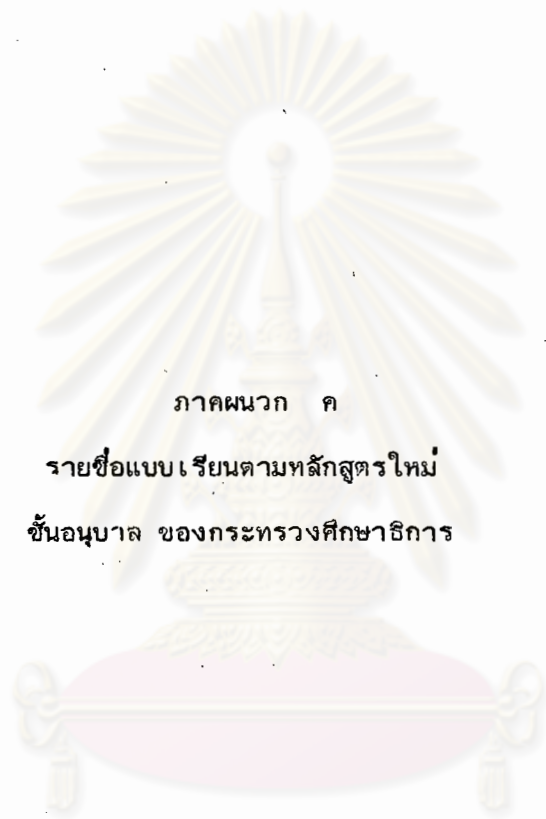 ภาคผนวก ค
รายชื่อแบบเรียนตามหลักสูตรใหม่
ชั้นอนุบาล ของกระทรวงศึกษาธิการ